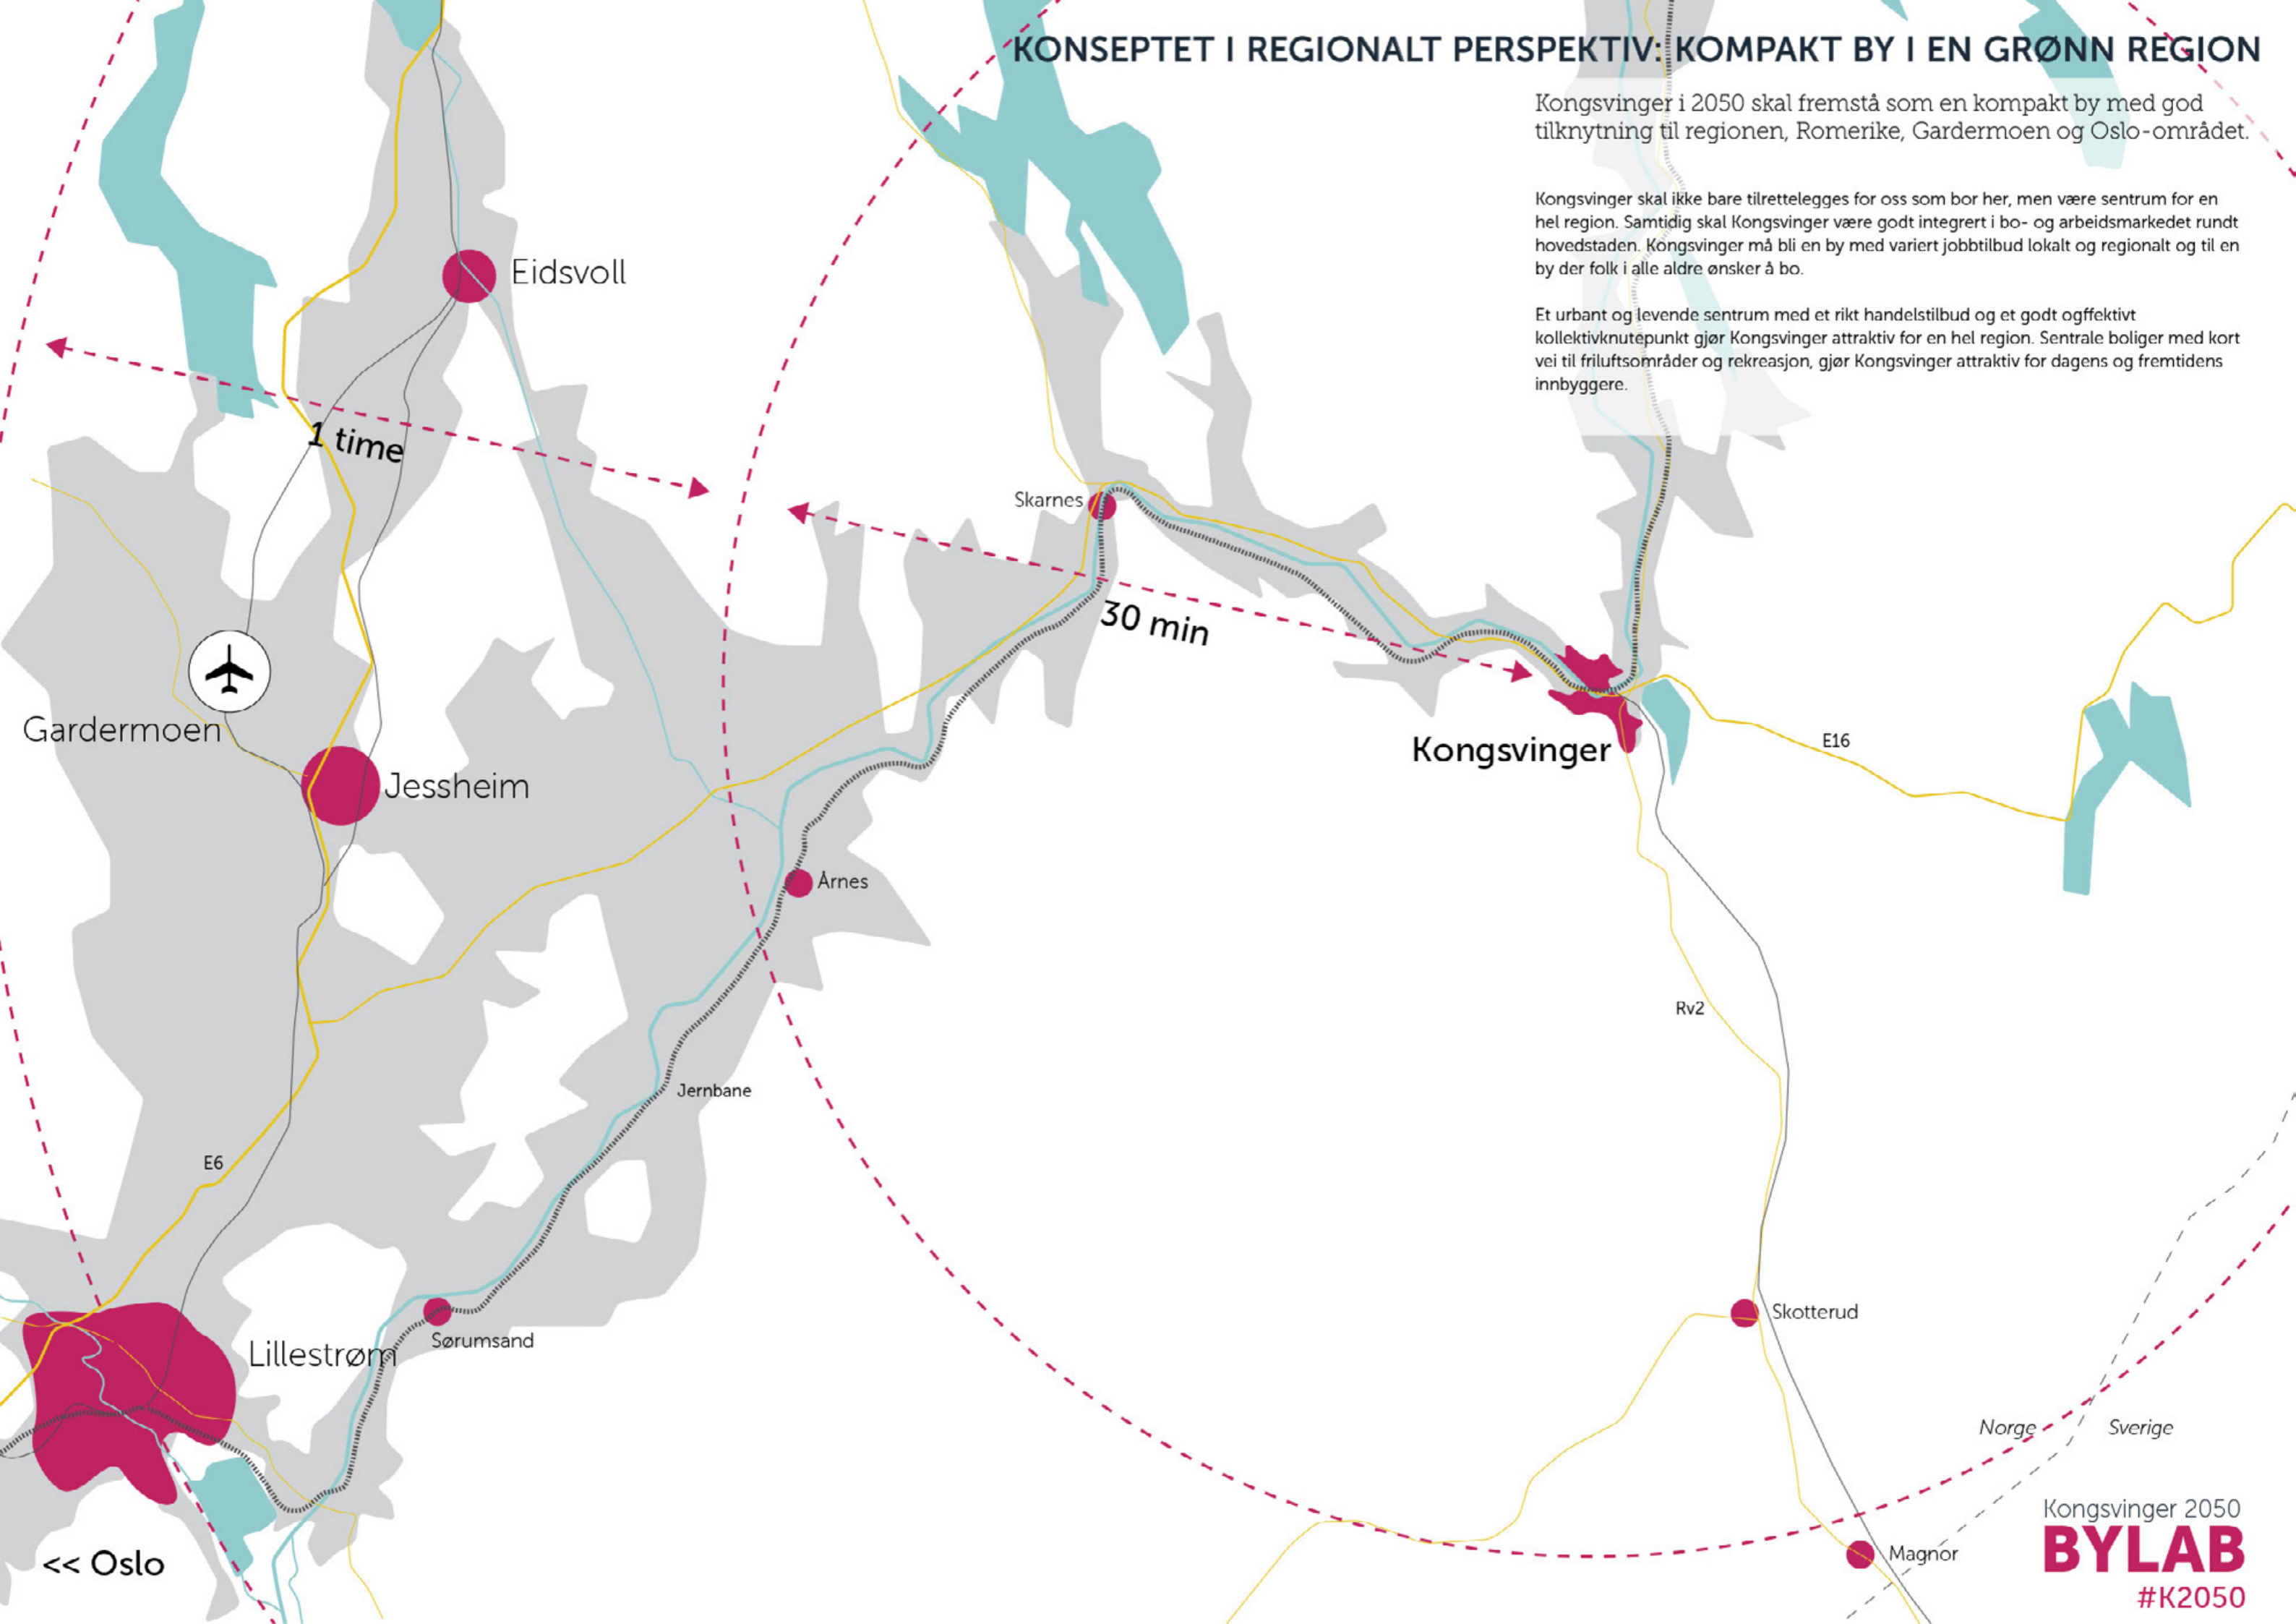 KONSEPTET I REGIONALT PERSPEKTIV: KOMPAKT BY I EN GRØNN REGION
Kongsvinger i 2050 skal fremstå som en kompakt by med god
tilknytning til regionen, Romerike, Gardermoen og Oslo-området.
Kongsvinger skal ikke bare tilrettelegges for oss som bor her, men være sentrum for en
hel region. Samtidig skal Kongsvinger være godt integrert i bo- og arbeidsmarkedet rundt
hovedstaden. Kongsvinger må bli en by med variert jobbtilbud lokalt og regionalt og til en
by der folk i alle aldre ønsker å bo.
Et urbant og levende sentrum med et rikt handelstilbud og et godt ogffektivt
kollektivknutepunkt gjør Kongsvinger attraktiv for en hel region. Sentrale boliger med kort
vei til friluftsområder og rekreasjon, gjør Kongsvinger attraktiv for dagens og fremtidens
innbyggere.
Eidsvoll
1 time
Skarnes
30 min
Gardermoen
Jessheim
Kongsvinger
E16
Årnes
Rv2
Jernbane
E6
Skotterud
Sørumsand
Lillestrøm
Norge
Sverige
Kongsvinger 2050
BYLAB
#K2050
Magnor
<< Oslo